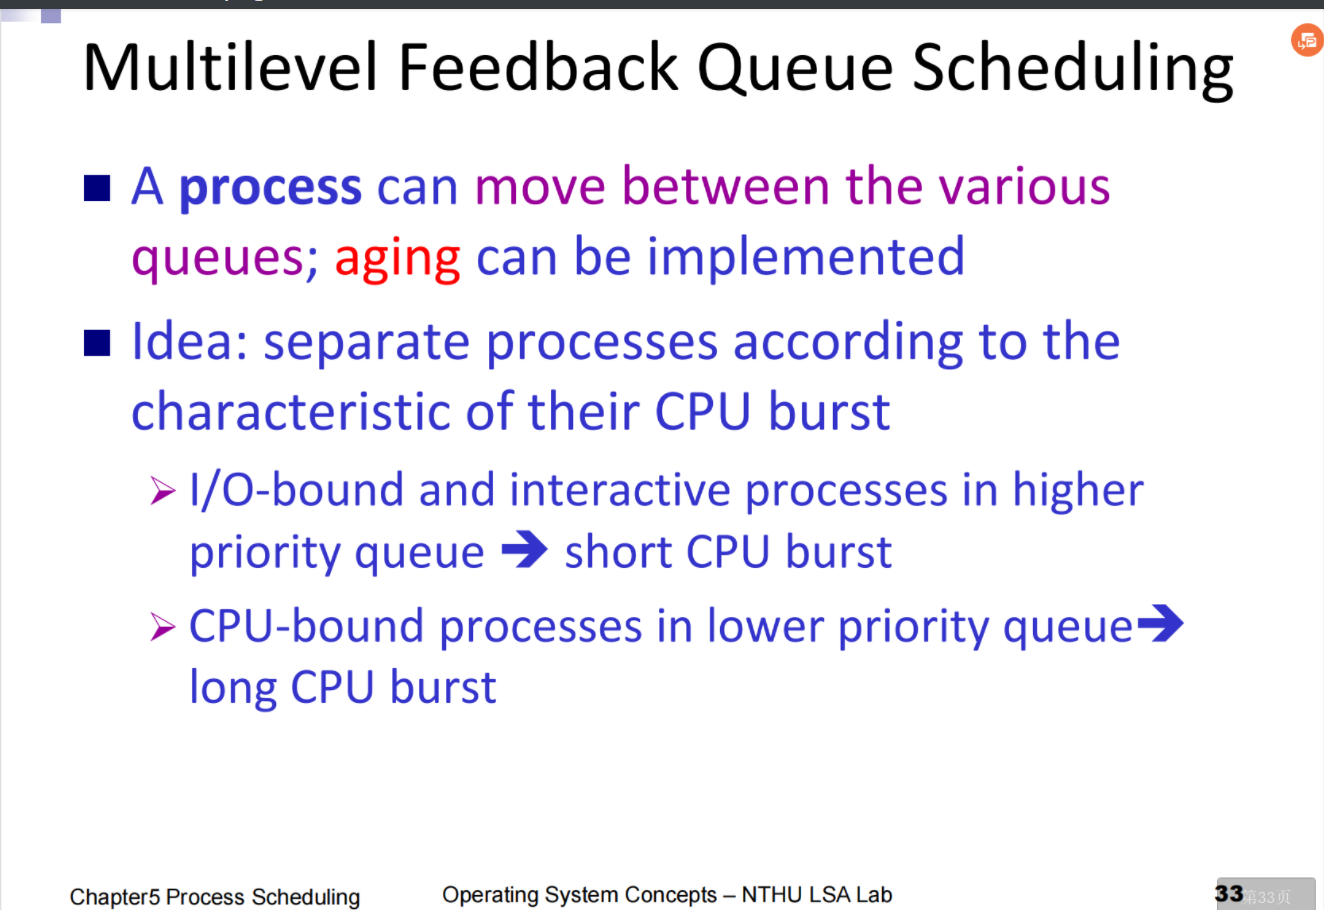 Multilevel Feedback Queue Scheduling
A process can move between the various
queues; aging can be implemented
Idea: separate processes according to the
characteristic of their CPU burst
I/O-bound and interactive processes in higher
priority queue ➔ short CPU burst
CPU-bound processes in lower priority queue➔
long CPU burst
Chapter5 Process Scheduling
Operating System Concepts – NTHU LSA Lab
33
第33页